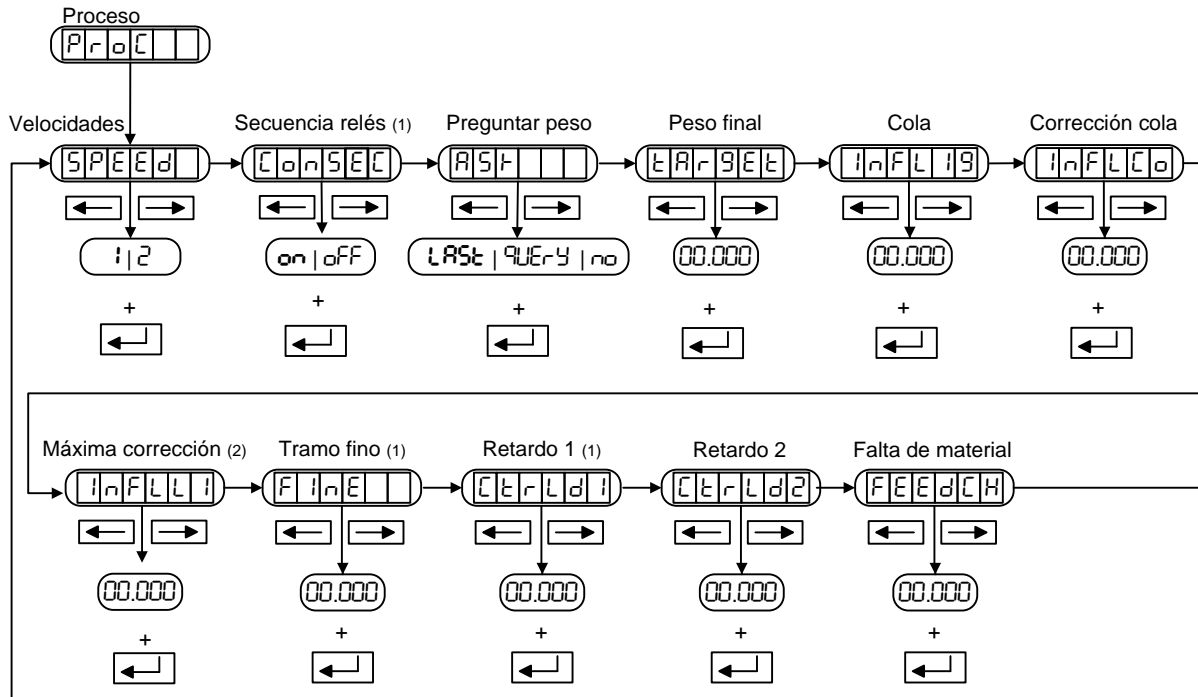 Proceso
ProC
Velocidades
Secuencia relés (1)
Preguntar peso
Peso final
Cola
Corrección cola
SPEEd
ConSEC
ASk
tArgEt
InFLIg
InFLCo
1|2
on|oFF
LASt|quErY|no
00.000
00.000
00.000
+
+
+
+
+
+
Máxima corrección (2)
Tramo fino (1)
Retardo 1 (1)
Retardo 2
Falta de material
InFLLI
FInE
CtrLd1
CtrLd2
FEEdCH
00.000
00.000
00.000
00.000
00.000
+
+
+
+
+